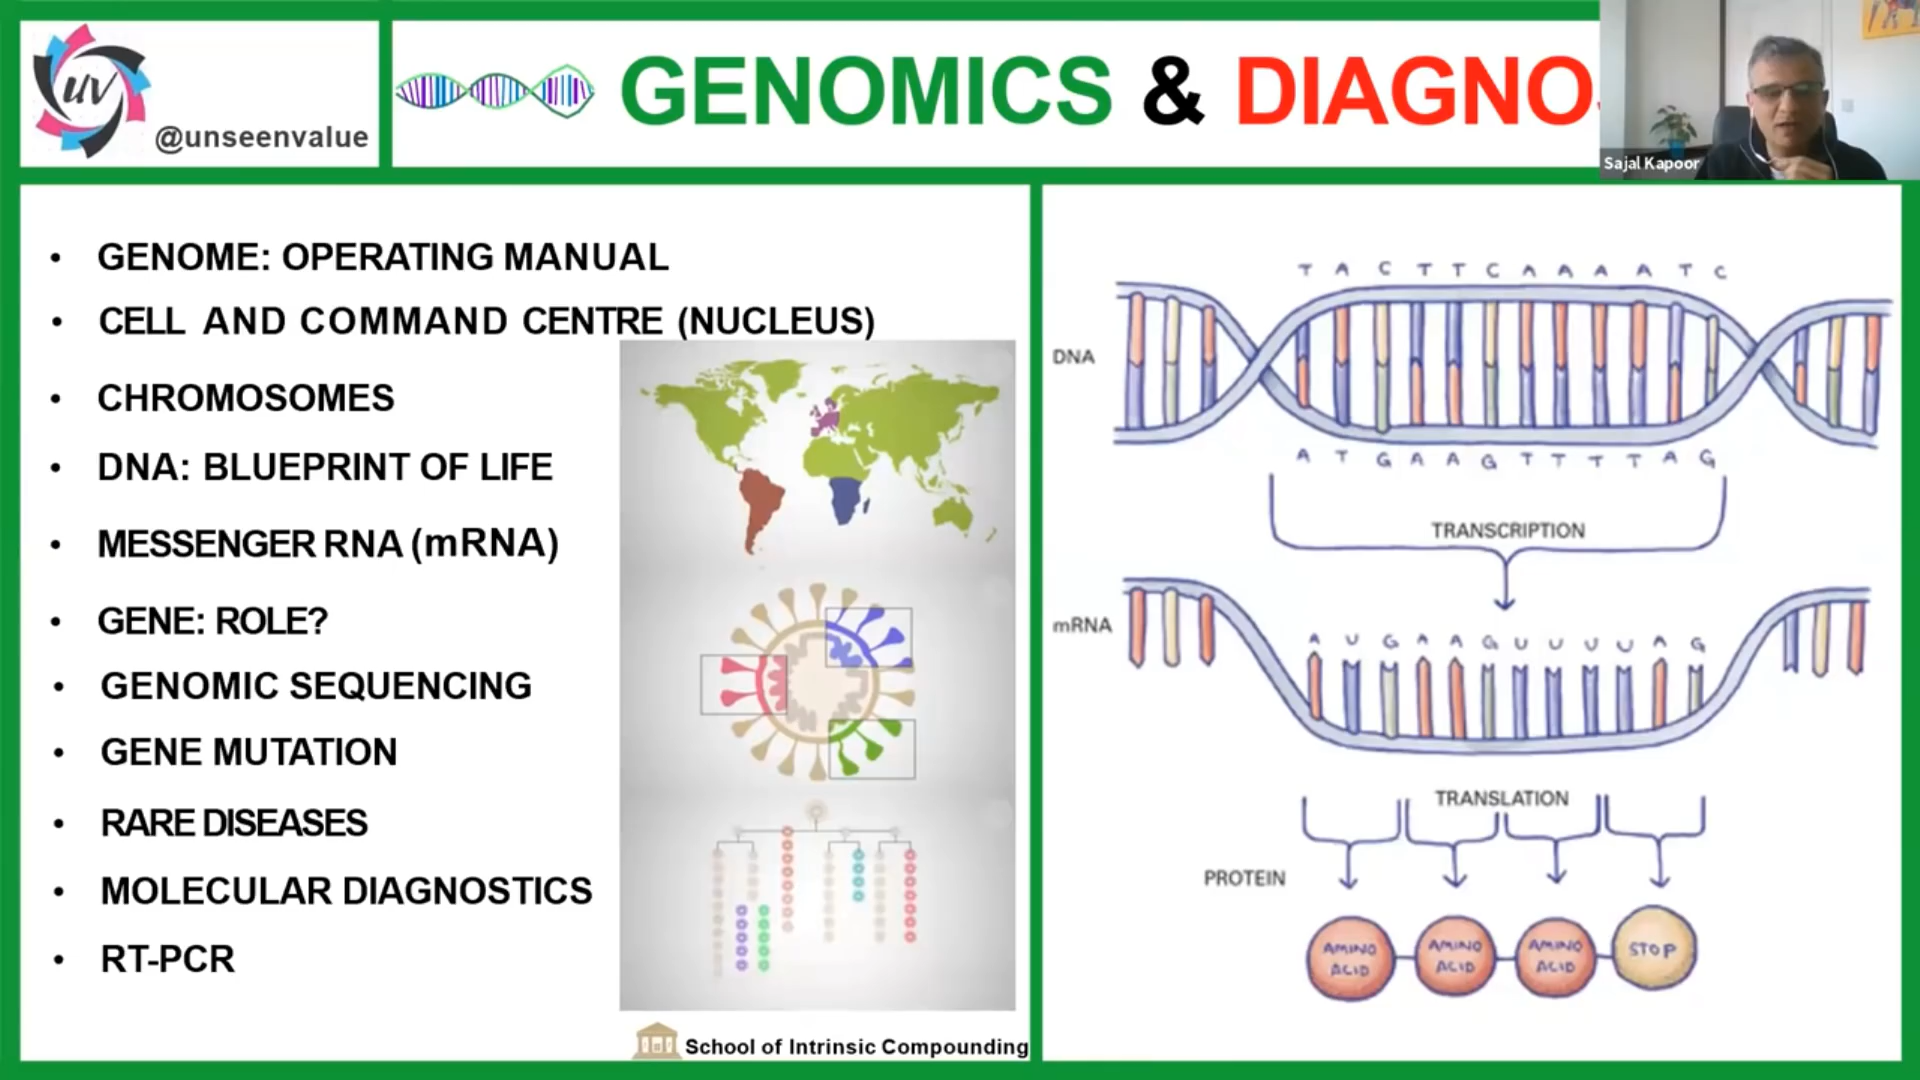 UV
@unseenvalue
GENOMICS & DIAGNOS
Sajal Kapoor
• GENOME: OPERATING MANUAL
• CELL AND COMMAND CENTRE (NUCLEUS)
• CHROMOSOMES
• DNA: BLUEPRINT OF LIFE
• MESSENGER RNA (mRNA)
• GENE: ROLE?
• GENOMIC SEQUENCING
• GENE MUTATION
• RARE DISEASES
• MOLECULAR DIAGNOSTICS
• RT-PCR
School of Intrinsic Compounding
T A C T T C A A A A T C
DNA
A T G A A G T T T T A G
TRANSCRIPTION
mRNA
A U G A A G U U U U A G
TRANSLATION
PROTEIN
AMINO ACID
AMINO ACID
AMINO ACID
STOP